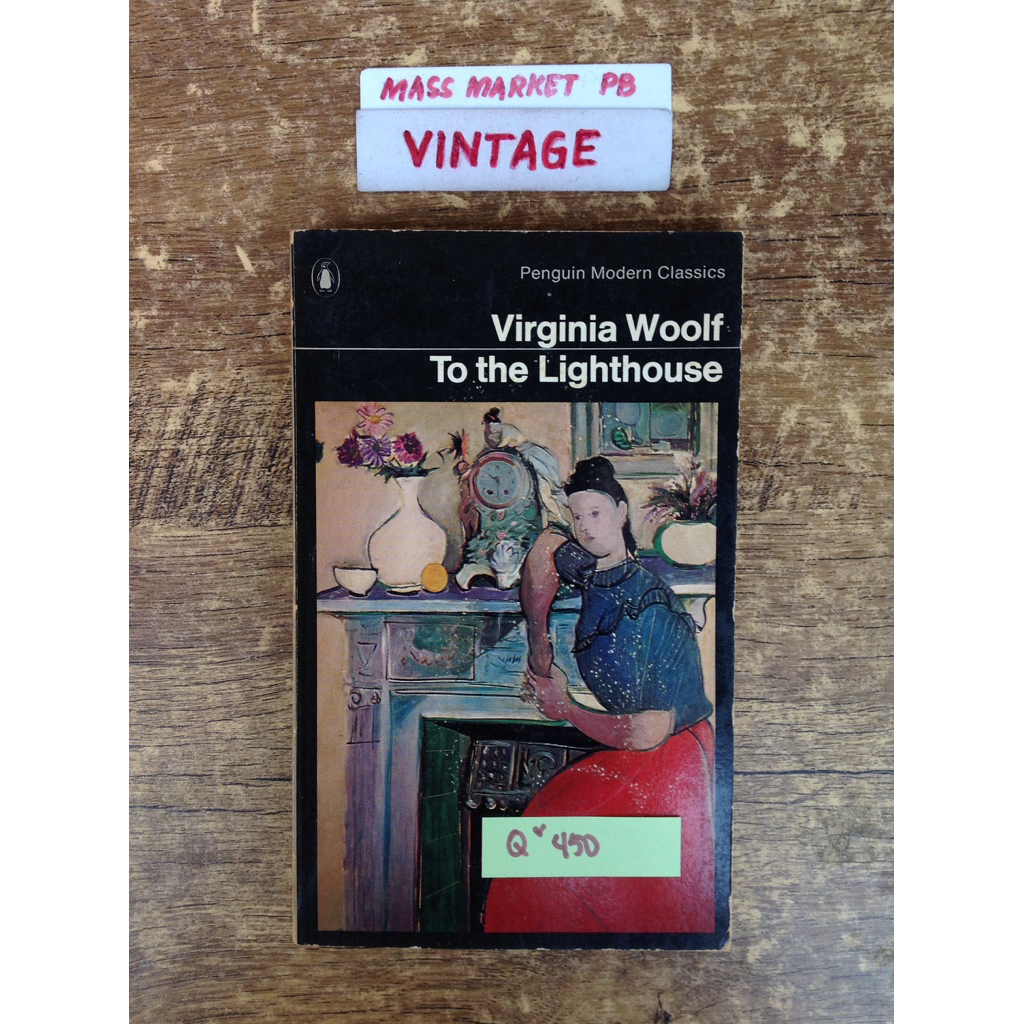 MASS MARKET PB
VINTAGE
Penguin Modern Classics
Virginia Woolf
To the Lighthouse
Q 450